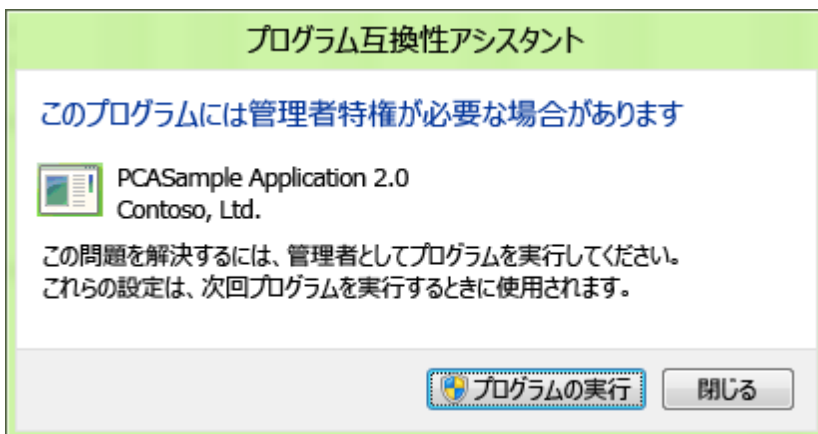 プログラム互換性アシスタント
このプログラムには管理者特権が必要な場合があります
PCASample Application 2.0
Contoso, Ltd.
この問題を解決するには、管理者としてプログラムを実行してください。
これらの設定は、次回プログラムを実行するときに使用されます。
プログラムの実行
閉じる